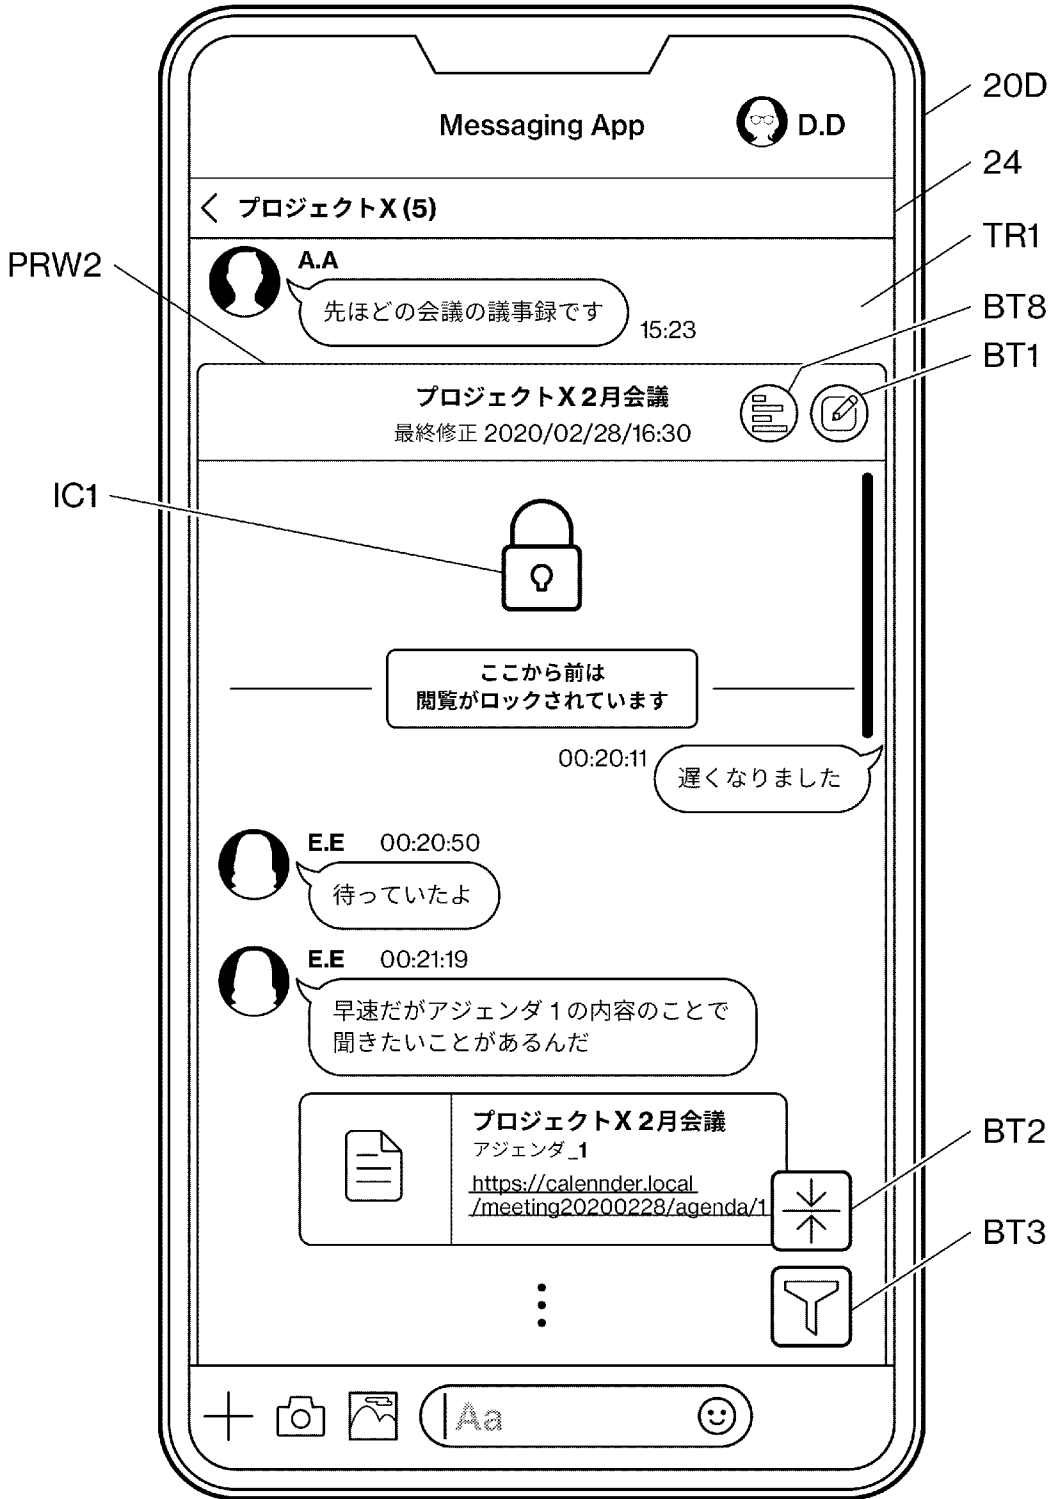 20D
Messaging App
D.D
24
プロジェクトX (5)
TR1
PRW2
A.A
先ほどの会議の議事録です
15:23
BT8
BT1
プロジェクトX 2月会議
最終修正 2020/02/28/16:30
IC1
ここから前は
閲覧がロックされています
00:20:11
遅くなりました
E.E 00:20:50
待っていたよ
E.E 00:21:19
早速だがアジェンダ 1 の内容のことで
聞きたいことがあるんだ
プロジェクトX 2月会議
アジェンダ_1
https://calennder.local
/meeting20200228/agenda/1
BT2
BT3
Aa